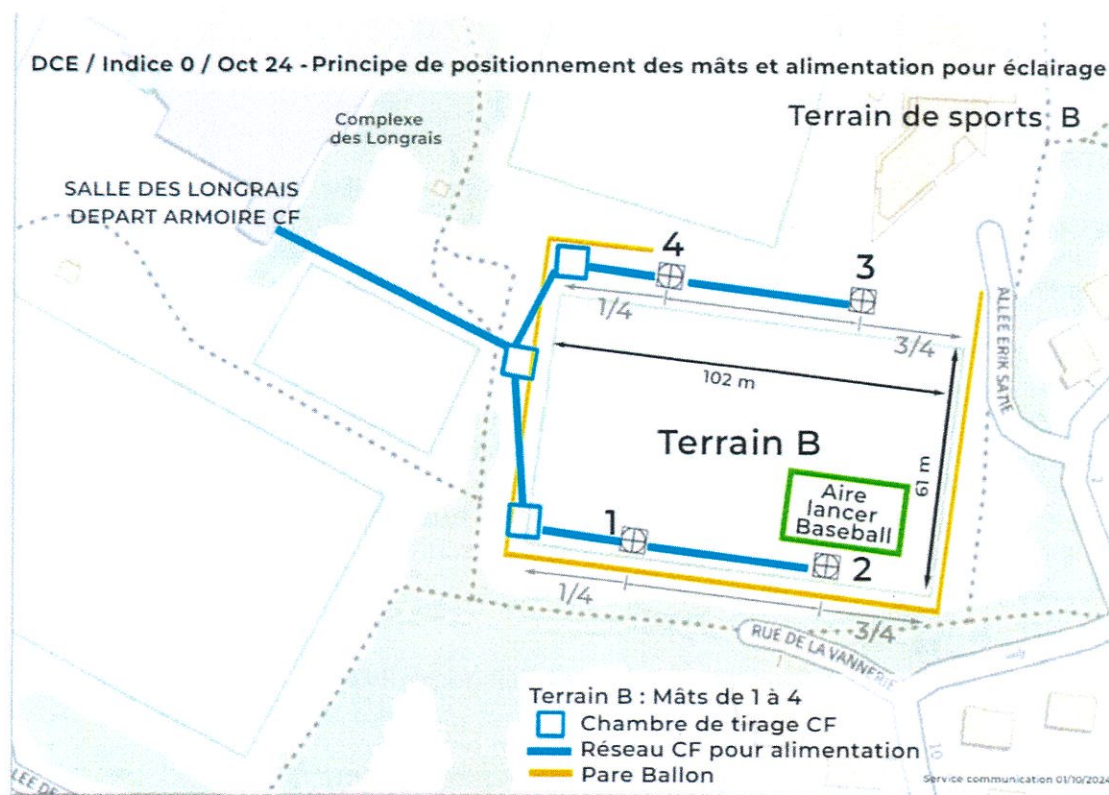 DCE / Indice 0 / Oct 24 - Principe de positionnement des mâts et alimentation pour éclairage
Complexe
des Longrais
Terrain de sports B
SALLE DES LONGRAIS
DEPART ARMOIRE CF
4
3
1/4
3/4
ALLEE ERIK SATIE
102 m
Terrain B
61 m
Aire
lancer
Baseball
1
2
1/4
3/4
RUE DE LA VANNERIE
Terrain B : Mâts de 1 à 4
Chambre de tirage CF
Réseau CF pour alimentation
Pare Ballon
Service communication 01/10/2024
LEE DE